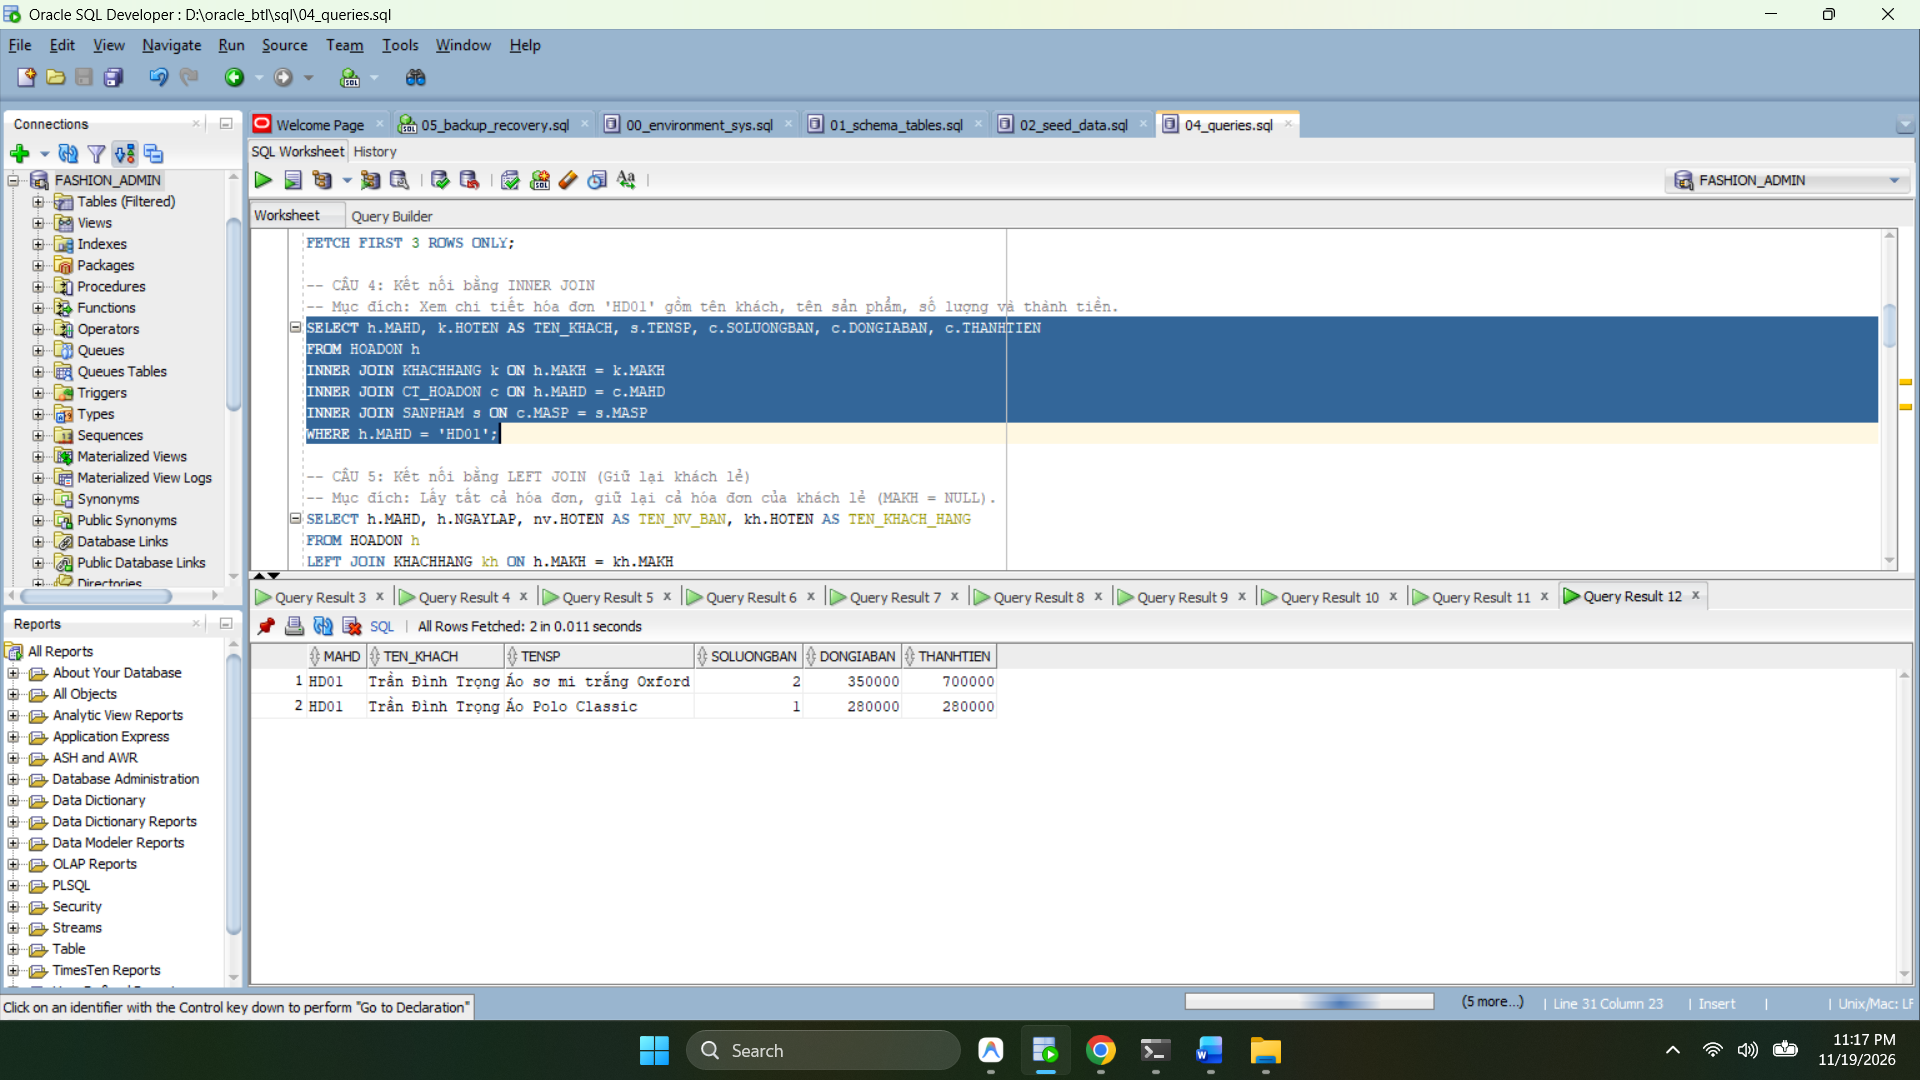 Oracle SQL Developer : D:\oracle_btl\sql\04_queries.sql
File Edit View Navigate Run Source Team Tools Window Help
Connections
Welcome Page 05_backup_recovery.sql 00_environment_sys.sql 01_schema_tables.sql 02_seed_data.sql 04_queries.sql
SQL Worksheet History
FASHION_ADMIN
Worksheet Query Builder
FASHION_ADMIN
Tables (Filtered)
Views
Indexes
Packages
Procedures
Functions
Operators
Queues
Queues Tables
Triggers
Types
Sequences
Materialized Views
Materialized View Logs
Synonyms
Public Synonyms
Database Links
Public Database Links
Directories
FETCH FIRST 3 ROWS ONLY;
-- CÂU 4: Kết nối bằng INNER JOIN
-- Mục đích: Xem chi tiết hóa đơn 'HD01' gồm tên khách, tên sản phẩm, số lượng và thành tiền.
SELECT h.MAHD, k.HOTEN AS TEN_KHACH, s.TENSP, c.SOLUONGBAN, c.DONGIABAN, c.THANHTIEN
FROM HOADON h
INNER JOIN KHACHHANG k ON h.MAKH = k.MAKH
INNER JOIN CT_HOADON c ON h.MAHD = c.MAHD
INNER JOIN SANPHAM s ON c.MASP = s.MASP
WHERE h.MAHD = 'HD01';
-- CÂU 5: Kết nối bằng LEFT JOIN (Giữ lại khách lẻ)
-- Mục đích: Lấy tất cả hóa đơn, giữ lại cả hóa đơn của khách lẻ (MAKH = NULL).
SELECT h.MAHD, h.NGAYLAP, nv.HOTEN AS TEN_NV_BAN, kh.HOTEN AS TEN_KHACH_HANG
FROM HOADON h
LEFT JOIN KHACHHANG kh ON h.MAKH = kh.MAKH
Query Result 3 Query Result 4 Query Result 5 Query Result 6 Query Result 7 Query Result 8 Query Result 9 Query Result 10 Query Result 11 Query Result 12
SQL All Rows Fetched: 2 in 0.011 seconds
MAHD TEN_KHACH TENSP SOLUONGBAN DONGIABAN THANHTIEN
1 HD01 Trần Đình Trọng Áo sơ mi trắng Oxford 2 350000 700000
2 HD01 Trần Đình Trọng Áo Polo Classic 1 280000 280000
Reports
All Reports
About Your Database
All Objects
Analytic View Reports
Application Express
ASH and AWR
Database Administration
Data Dictionary
Data Dictionary Reports
Data Modeler Reports
OLAP Reports
PLSQL
Security
Streams
Table
TimesTen Reports
Click on an identifier with the Control key down to perform "Go to Declaration"
(5 more...) Line 31 Column 23 Insert Unix/Mac: LF
Search
11:17 PM
11/19/2026